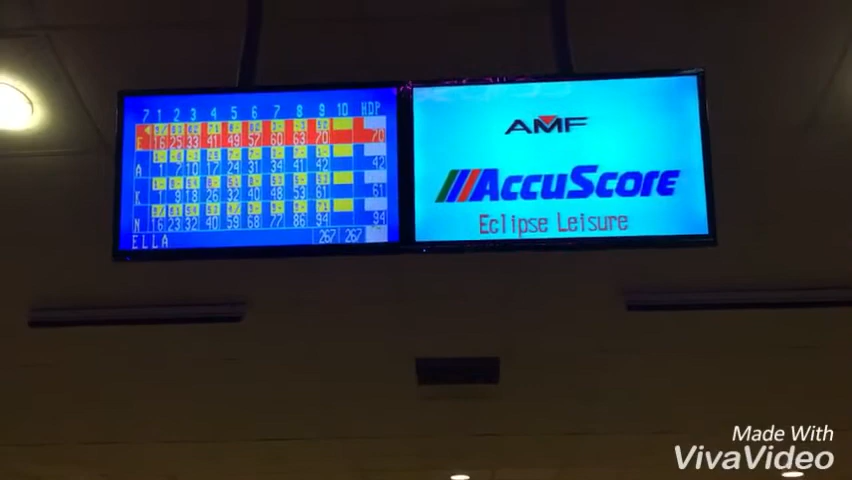 7 1 2 3 4 5 6 7 8 9 10 HDP
E 16 25 33 41 49 57 60 63 70 70
A 7 10 17 24 31 34 41 42 42
K 1 9 18 26 32 40 48 53 61 61
N 16 23 32 40 59 68 77 86 94 94
ELLA 267 267
AMF
AccuScore
Eclipse Leisure
Made With
VivaVideo